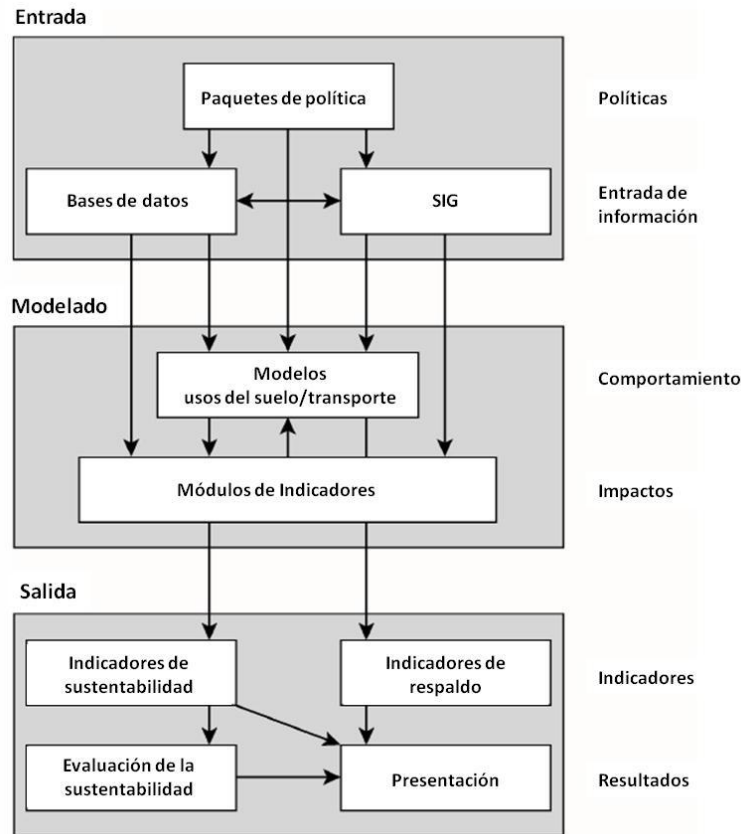 Entrada
Paquetes de política
Políticas
Bases de datos
SIG
Entrada de
información
Modelado
Modelos
usos del suelo/transporte
Comportamiento
Módulos de Indicadores
Impactos
Salida
Indicadores de
sustentabilidad
Indicadores de
respaldo
Indicadores
Evaluación de la
sustentabilidad
Presentación
Resultados